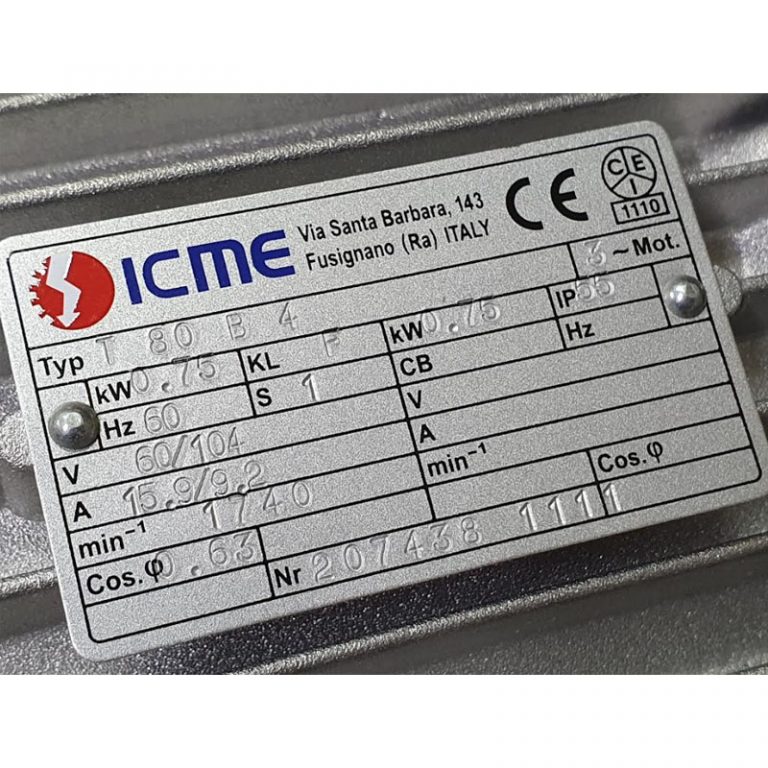 ICME
Via Santa Barbara, 143
Fusignano (Ra) ITALY
CE
CEI
1110
3 ~ Mot.
Typ T 80 B 4
kW 0.75 KL F kW 0.75 IP 55
Hz 60 S 1 CB Hz
V 60/104 V
A 15.9/9.2 A
min⁻¹ 1740 min⁻¹
Cos.φ 0.63 Cos.φ
Nr 207438 1111